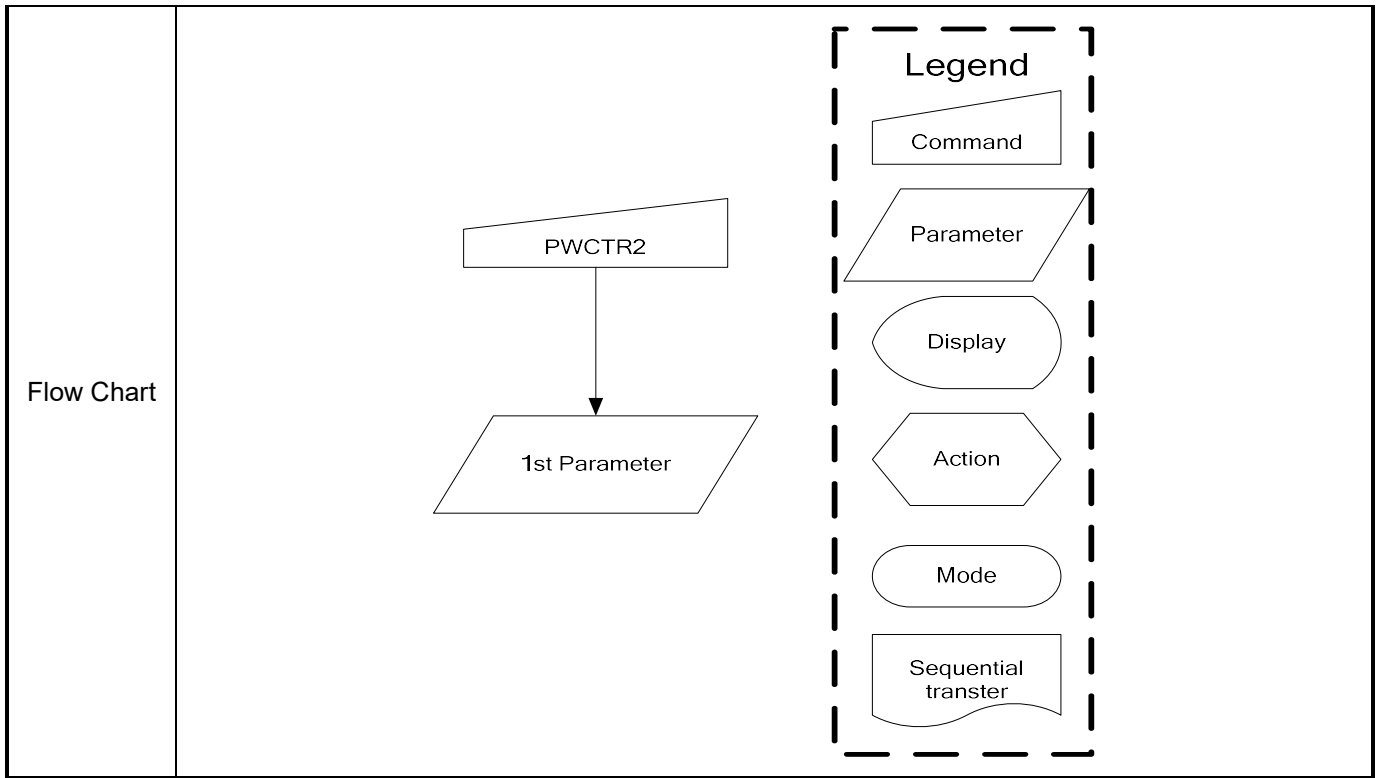 Flow Chart
PWCTR2
1st Parameter
Legend
Command
Parameter
Display
Action
Mode
Sequential
transter